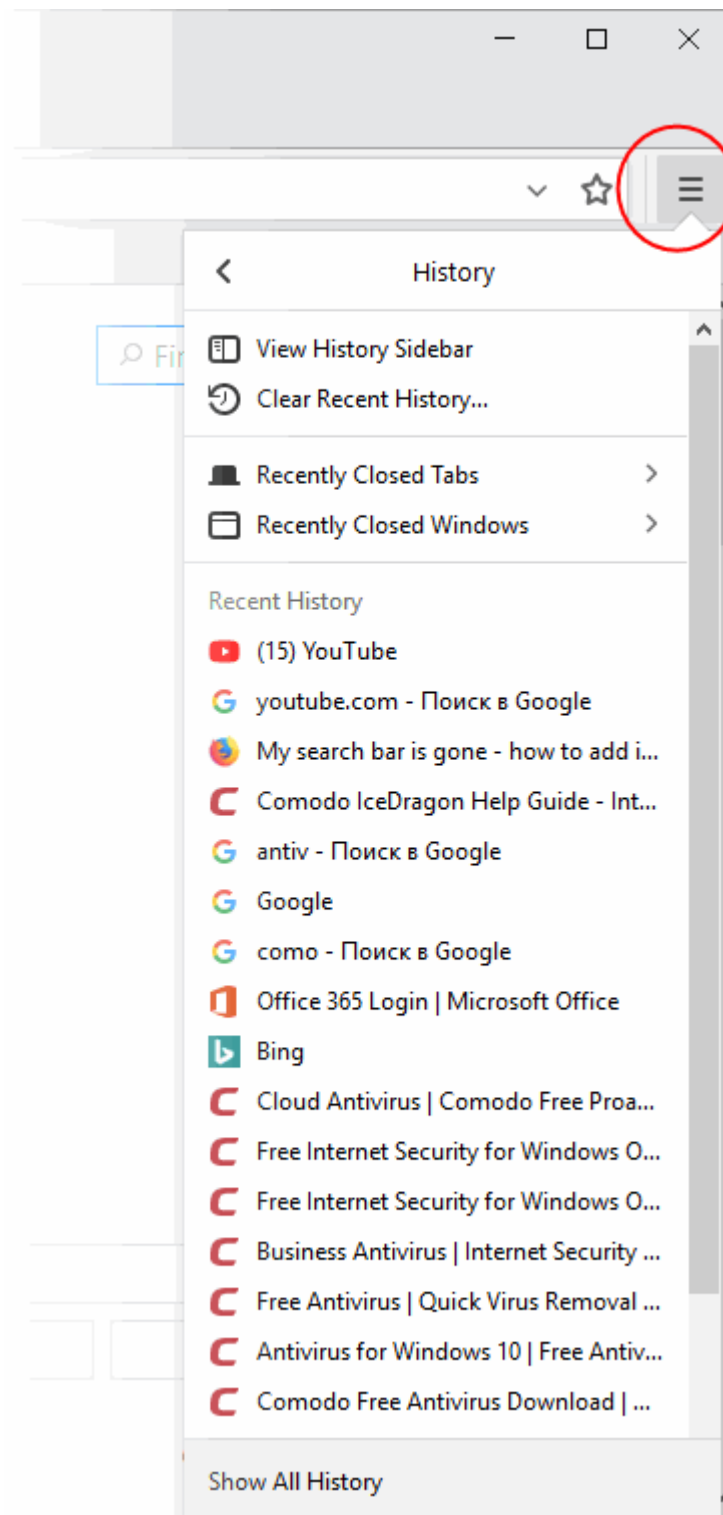 History
Fir
View History Sidebar
Clear Recent History...
Recently Closed Tabs
Recently Closed Windows
Recent History
(15) YouTube
youtube.com - Поиск в Google
My search bar is gone - how to add i...
Comodo IceDragon Help Guide - Int...
antiv - Поиск в Google
Google
como - Поиск в Google
Office 365 Login | Microsoft Office
Bing
Cloud Antivirus | Comodo Free Proa...
Free Internet Security for Windows O...
Free Internet Security for Windows O...
Business Antivirus | Internet Security ...
Free Antivirus | Quick Virus Removal ...
Antivirus for Windows 10 | Free Antiv...
Comodo Free Antivirus Download | ...
Show All History